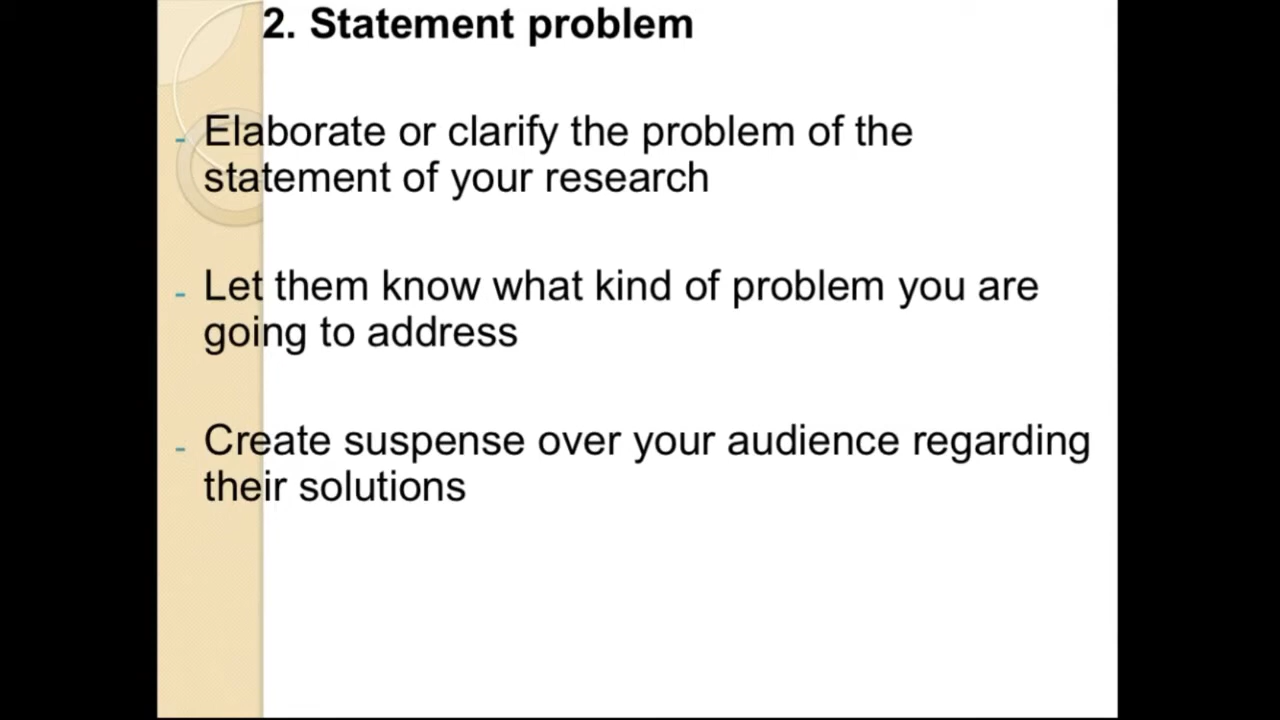 2. Statement problem
- Elaborate or clarify the problem of the
statement of your research
- Let them know what kind of problem you are
going to address
- Create suspense over your audience regarding
their solutions